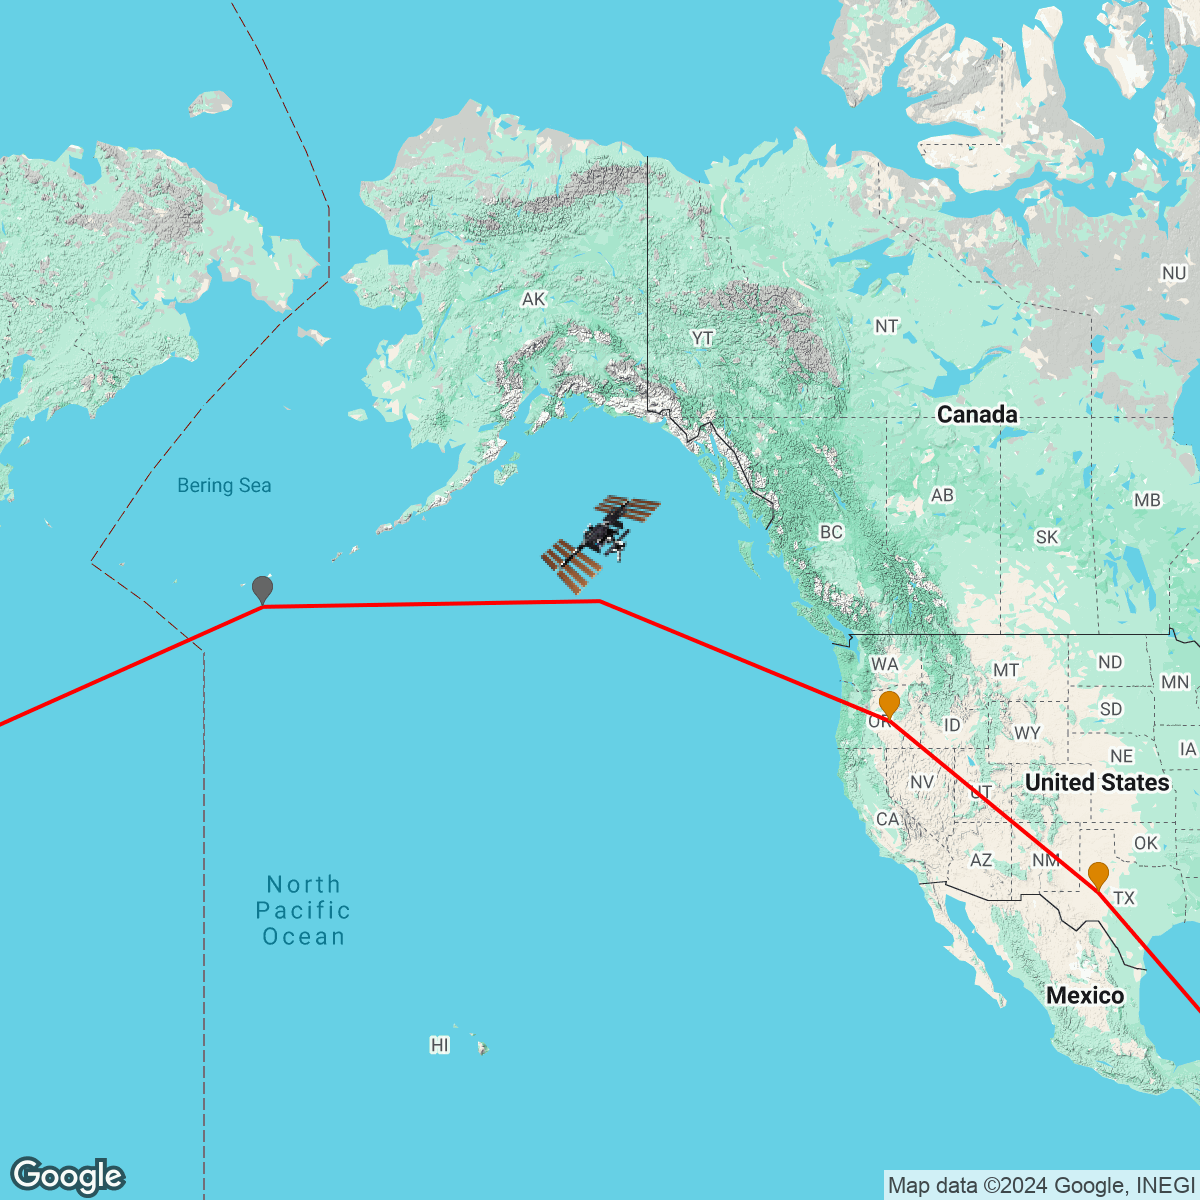 NU
AK
NT
YT
Canada
Bering Sea
AB
MB
BC
SK
WA
ND
MT
MN
SD
OR
ID
WY
IA
NE
NV
United States
UT
CA
OK
AZ
NM
North
Pacific
Ocean
TX
Mexico
HI
Google
Map data ©2024 Google, INEGI